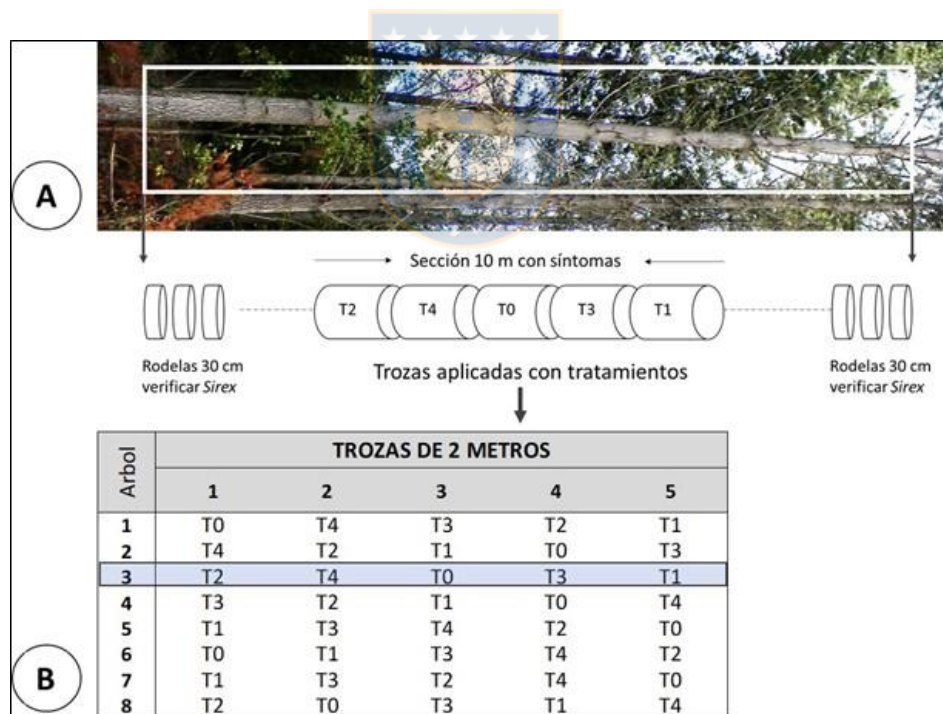 A
Sección 10 m con síntomas
T2 T4 T0 T3 T1
Rodelas 30 cm
verificar Sirex
Trozas aplicadas con tratamientos
Rodelas 30 cm
verificar Sirex
Arbol
TROZAS DE 2 METROS
1 2 3 4 5
1 T0 T4 T3 T2 T1
2 T4 T2 T1 T0 T3
3 T2 T4 T0 T3 T1
4 T3 T2 T1 T0 T4
5 T1 T3 T4 T2 T0
6 T0 T1 T3 T4 T2
7 T1 T3 T2 T4 T0
8 T2 T0 T3 T1 T4
B